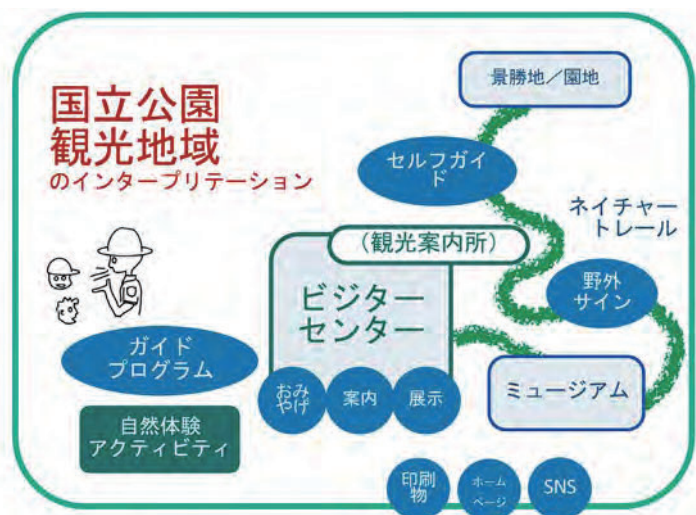 国立公園
観光地域
のインタープリテーション
景勝地／園地
セルフガイ
ド
ネイチャー
トレール
（観光案内所）
野外
サイン
ビジター
センター
ガイド
プログラム
おみ
やげ
案内
展示
ミュージアム
自然体験
アクティビティ
印刷
物
ホーム
ページ
SNS